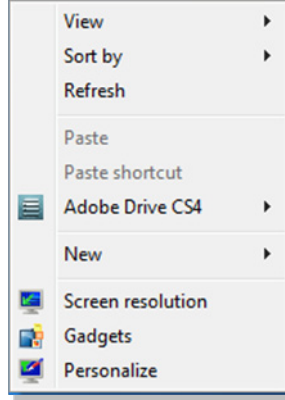 View
Sort by
Refresh
Paste
Paste shortcut
Adobe Drive CS4
New
Screen resolution
Gadgets
Personalize